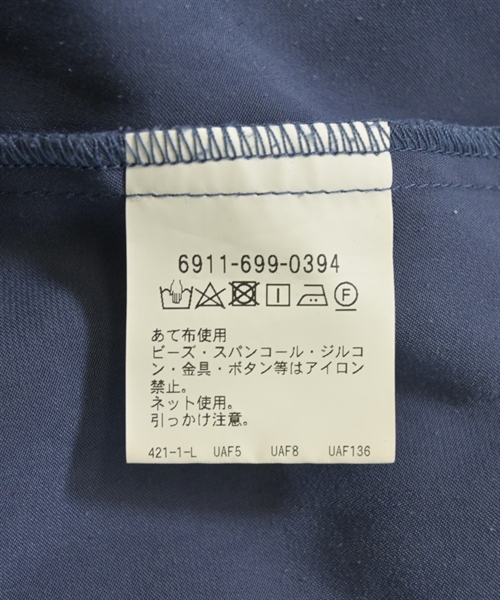 6911-699-0394
F
あて布使用
ビーズ・スパンコール・ジルコ
ン・金具・ボタン等はアイロン
禁止。
ネット使用。
引っかけ注意。
421-1-L UAF5 UAF8 UAF136